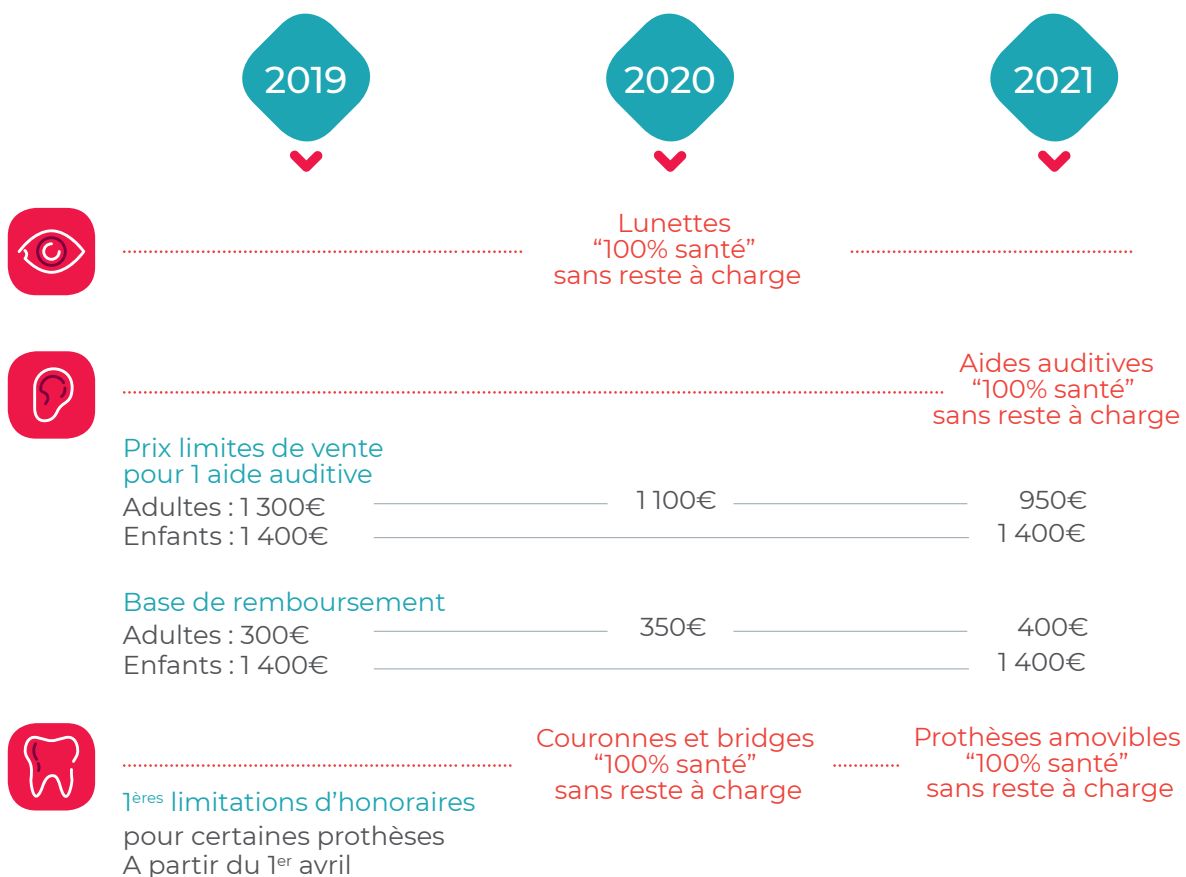 2019
2020
2021
Lunettes
“100% santé”
sans reste à charge
Aides auditives
“100% santé”
sans reste à charge
Prix limites de vente
pour 1 aide auditive
Adultes : 1 300€
1 100€
950€
Enfants : 1 400€
1 400€
Base de remboursement
Adultes : 300€
350€
400€
Enfants : 1 400€
1 400€
Couronnes et bridges
“100% santé”
sans reste à charge
Prothèses amovibles
“100% santé”
sans reste à charge
1ères limitations d’honoraires
pour certaines prothèses
A partir du 1er avril